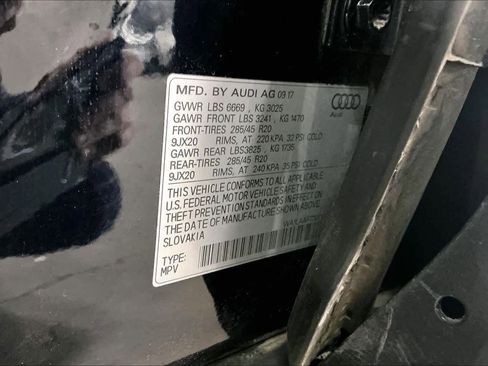 MFD. BY AUDI AG 09 17
GVWR LBS 6669 , KG 3025
GAWR FRONT LBS 3241 , KG 1470
FRONT-TIRES 285/45 R20
9JX20 RIMS, AT 220 KPA 32 PSI COLD
GAWR REAR LBS3825 , KG 1735
REAR-TIRES 285/45 R20
9JX20 RIMS, AT 240 KPA 35 PSI COLD
THIS VEHICLE CONFORMS TO ALL APPLICABLE
U.S. FEDERAL MOTOR VEHICLE SAFETY AND
THEFT PREVENTION STANDARDS IN EFFECT ON
THE DATE OF MANUFACTURE SHOWN ABOVE.
SLOVAKIA
TYPE:
MPV
Audi